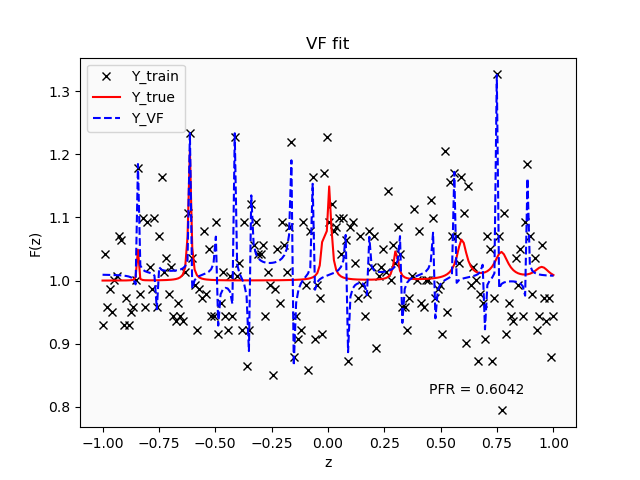 VF fit
Y_train
Y_true
Y_VF
F(z)
1.3
1.2
1.1
1.0
0.9
0.8
PFR = 0.6042
−1.00 −0.75 −0.50 −0.25 0.00 0.25 0.50 0.75 1.00
z